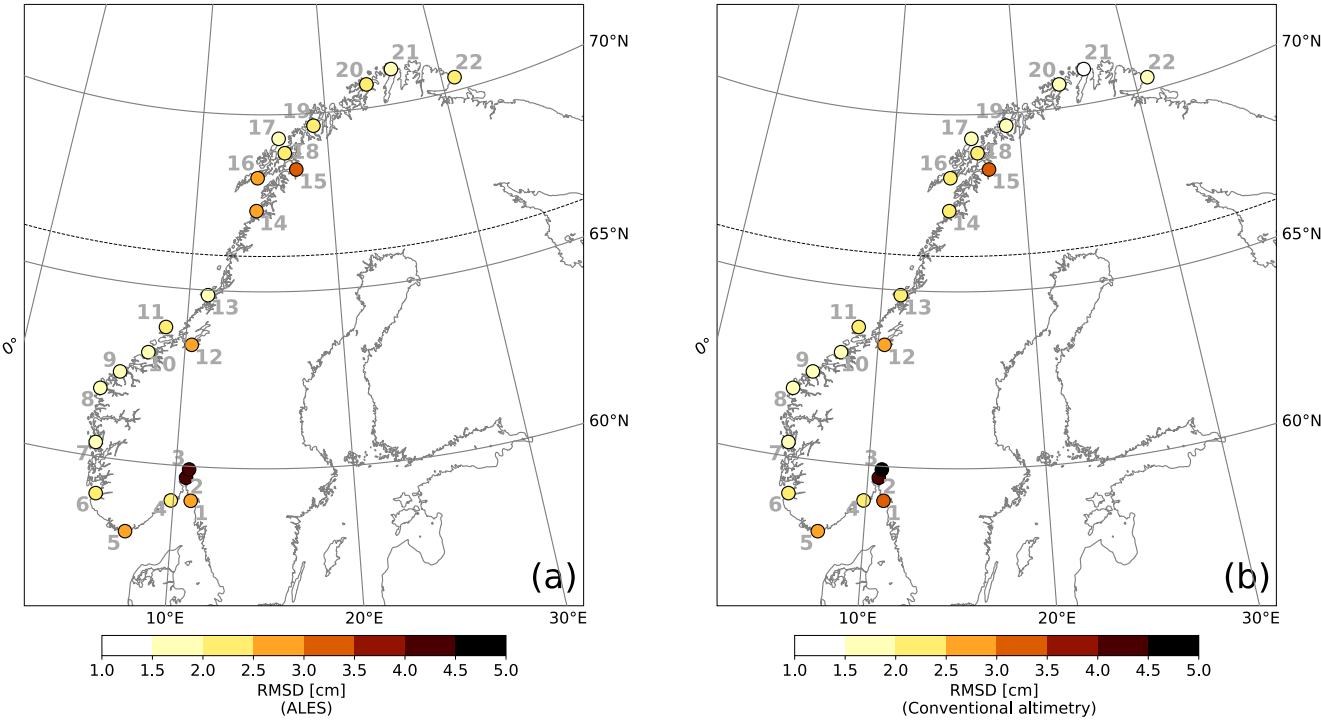 70°N
65°N
60°N
0°
10°E
20°E
30°E
21
22
20
19
17
18
16
15
14
13
11
12
10
9
8
7
3
6
4
2
1
5
(a)
1.0 1.5 2.0 2.5 3.0 3.5 4.0 4.5 5.0
RMSD [cm]
(ALES)
70°N
65°N
60°N
0°
10°E
20°E
30°E
21
22
20
19
17
18
16
15
14
13
11
12
10
9
8
7
3
6
4
2
1
5
(b)
1.0 1.5 2.0 2.5 3.0 3.5 4.0 4.5 5.0
RMSD [cm]
(Conventional altimetry)